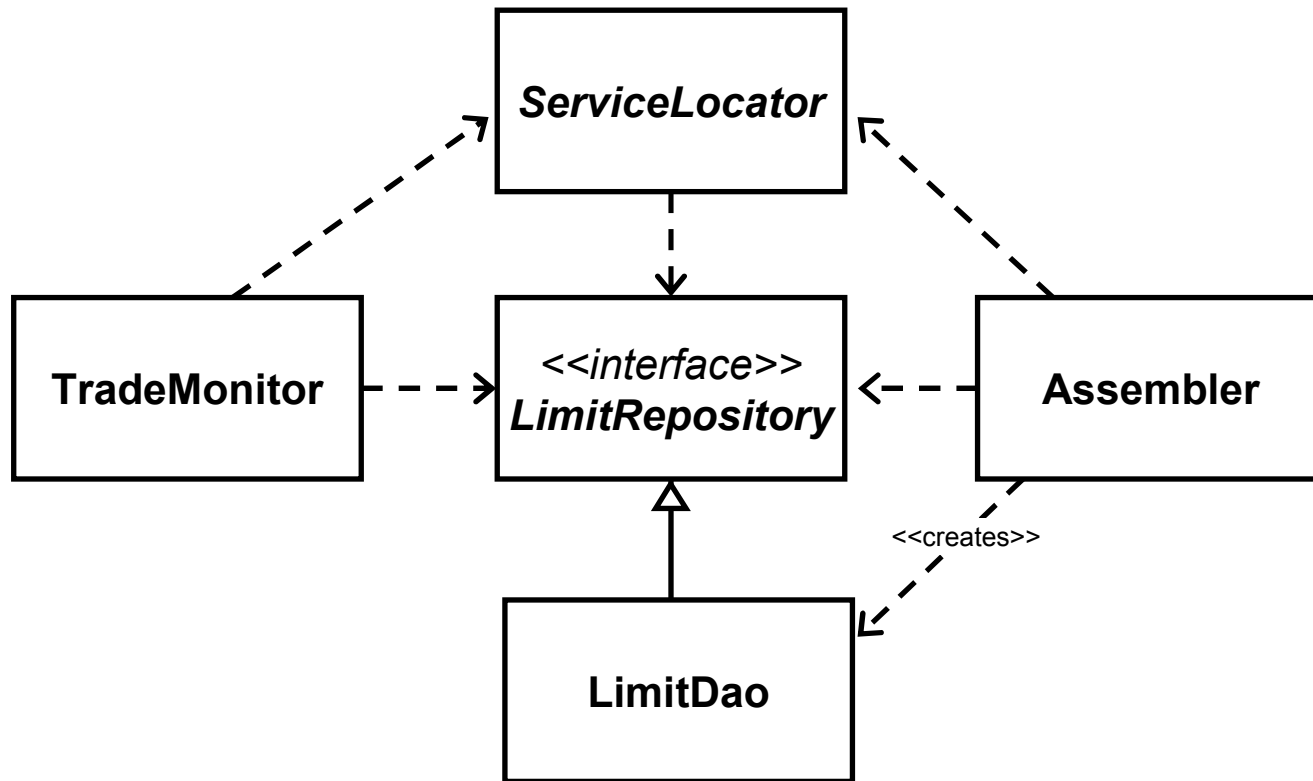 ServiceLocator
TradeMonitor
<<interface>>
LimitRepository
Assembler
<<creates>>
LimitDao